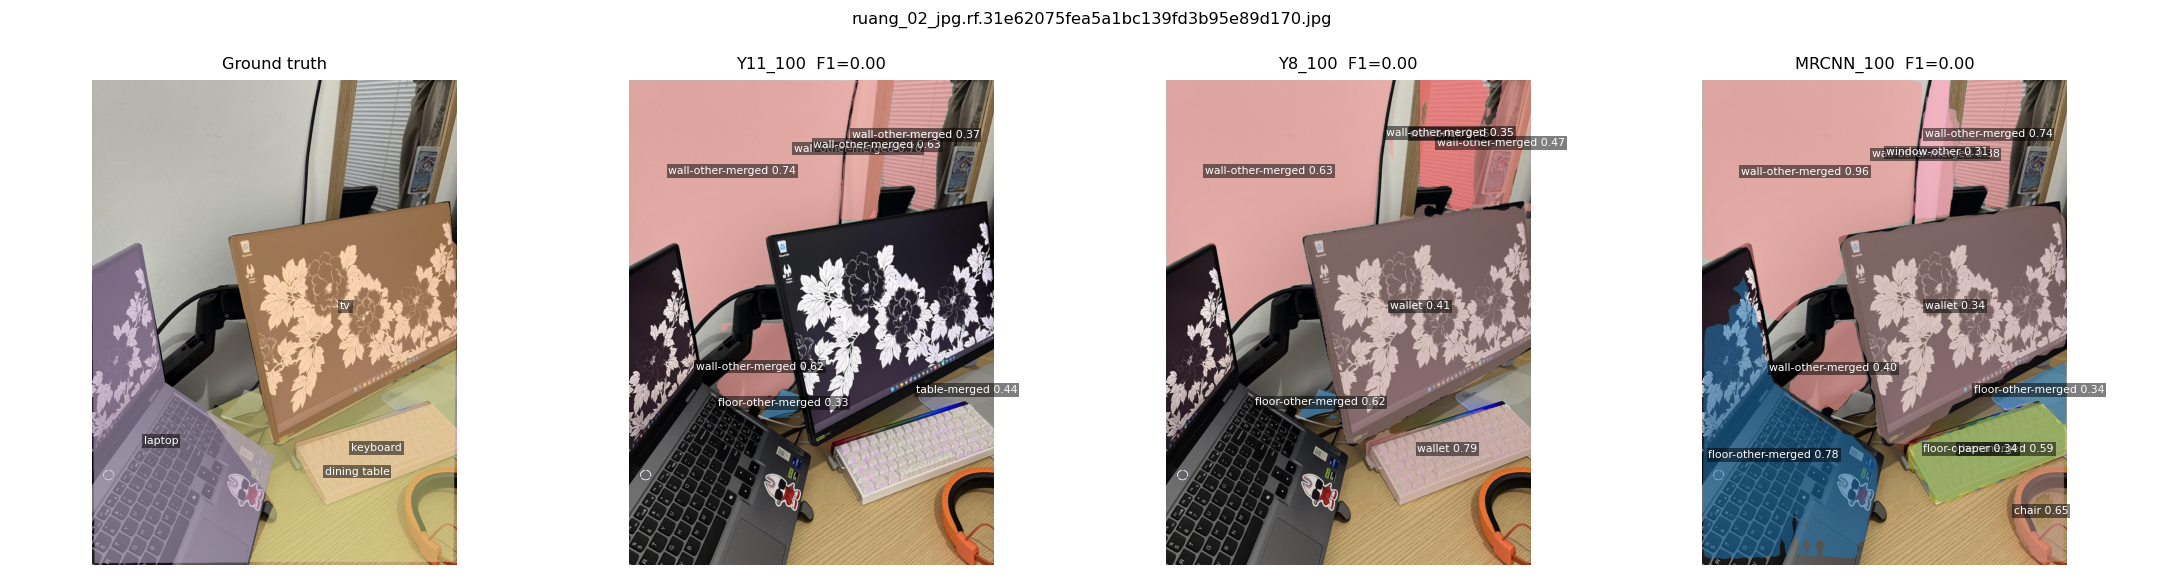 ruang_02_jpg.rf.31e62075fea5a1bc139fd3b95e89d170.jpg
Ground truth
tv
laptop
keyboard
dining table
Y11_100 F1=0.00
wall-other-merged 0.37
wall-other-merged 0.63
wall-other-merged 0.74
wall-other-merged 0.62
table-merged 0.44
floor-other-merged 0.33
Y8_100 F1=0.00
wall-other-merged 0.35
wall-other-merged 0.47
wall-other-merged 0.63
wallet 0.41
floor-other-merged 0.62
wallet 0.79
MRCNN_100 F1=0.00
wall-other-merged 0.74
window-other 0.31
wall-other-merged 0.96
wallet 0.34
wall-other-merged 0.40
floor-other-merged 0.34
paper 0.34
floor-other-merged 0.78
chair 0.65